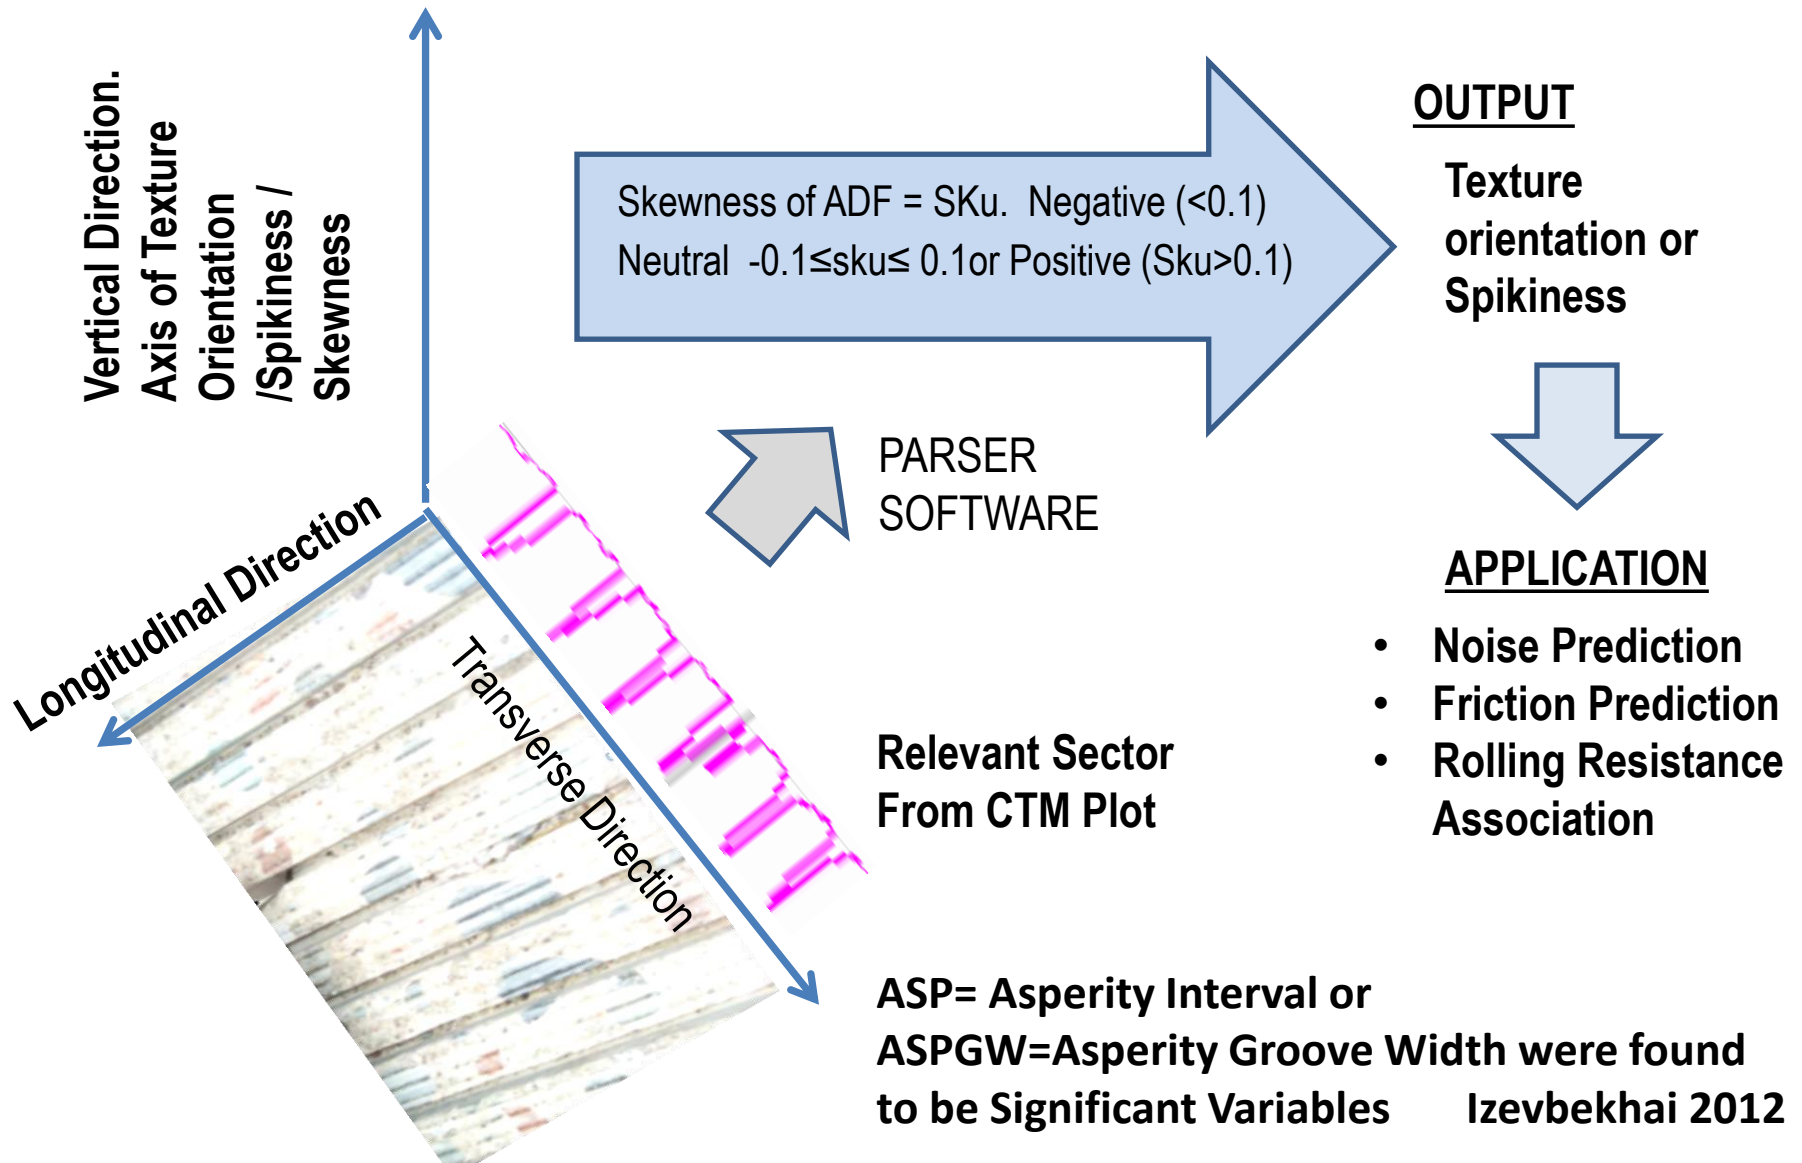 Vertical Direction.
Axis of Texture
Orientation
/Spikiness /
Skewness
Skewness of ADF = SKu.  Negative (<0.1)
Neutral  -0.1≤sku≤ 0.1or Positive (Sku>0.1)
OUTPUT
Texture
orientation or
Spikiness
PARSER
SOFTWARE
Longitudinal Direction
Transverse Direction
Relevant Sector
From CTM Plot
APPLICATION
• Noise Prediction
• Friction Prediction
• Rolling Resistance
Association
ASP= Asperity Interval or
ASPGW=Asperity Groove Width were found
to be Significant Variables Izevbekhai 2012